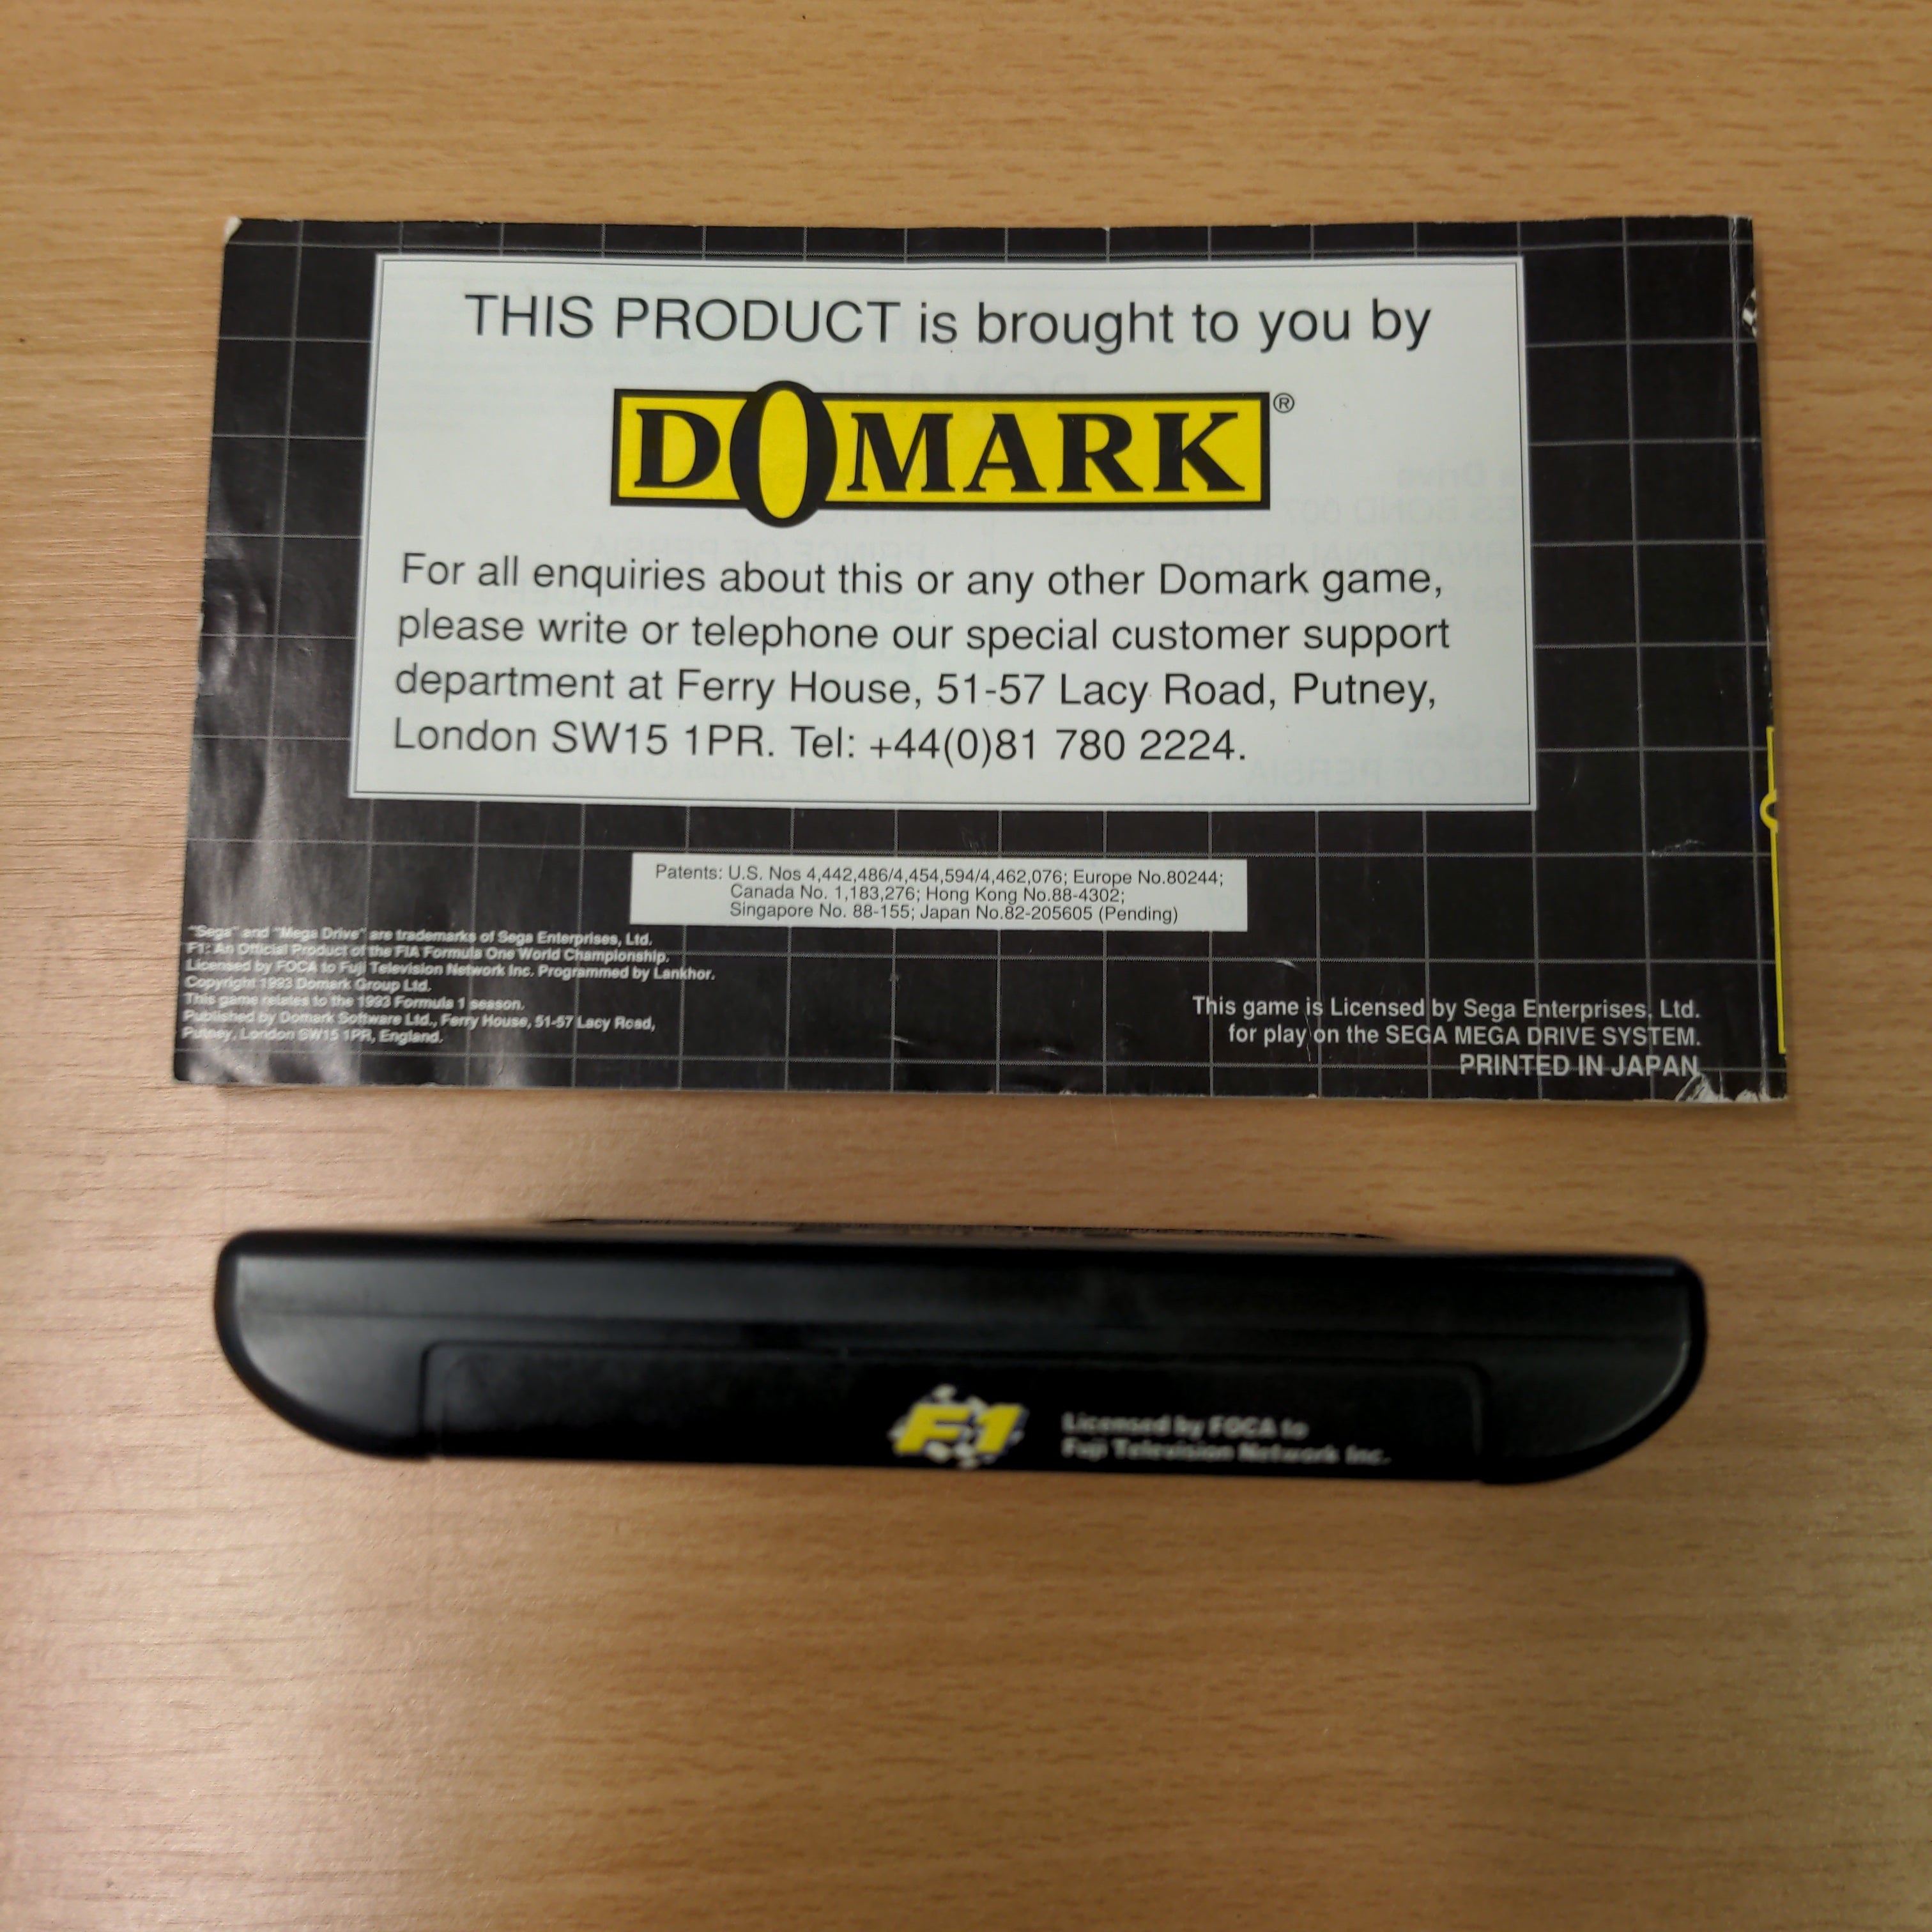 THIS PRODUCT is brought to you by
DOMARK®
For all enquiries about this or any other Domark game,
please write or telephone our special customer support
department at Ferry House, 51-57 Lacy Road, Putney,
London SW15 1PR. Tel: +44(0)81 780 2224.
Patents: U.S. Nos 4,442,486/4,454,594/4,462,076; Europe No.80244;
Canada No. 1,183,276; Hong Kong No.88-4302;
Singapore No. 88-155; Japan No.82-205605 (Pending)
"Sega" and "Mega Drive" are trademarks of Sega Enterprises, Ltd.
F1: An Official Product of the FIA Formula One World Championship.
Licensed by FOCA to Fuji Television Network Inc. Programmed by Lankhor.
Copyright 1993 Domark Group Ltd.
This game relates to the 1993 Formula 1 season.
Published by Domark Software Ltd., Ferry House, 51-57 Lacy Road,
Putney, London SW15 1PR, England.
This game is Licensed by Sega Enterprises, Ltd.
for play on the SEGA MEGA DRIVE SYSTEM.
PRINTED IN JAPAN
F1
Licensed by FOCA to
Fuji Television Network Inc.